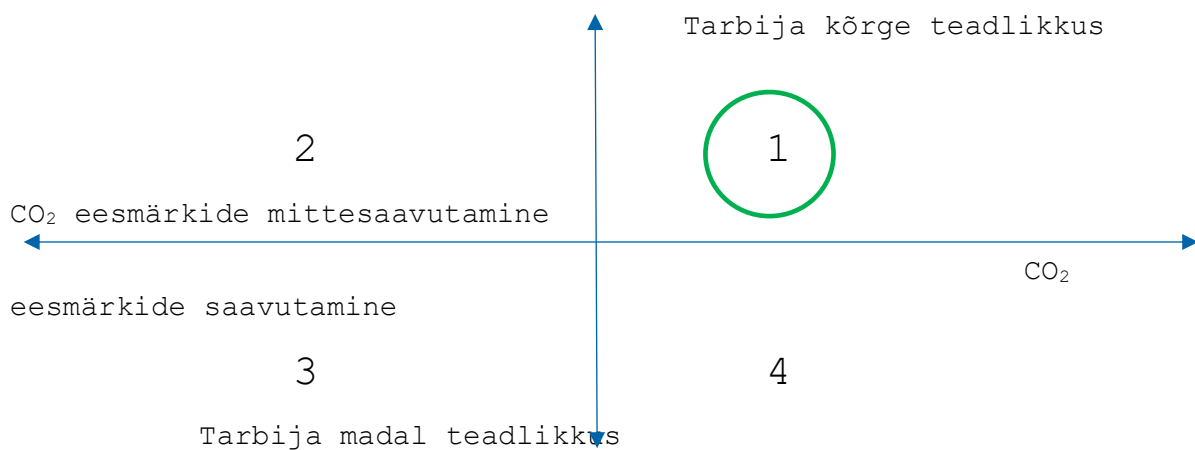 Tarbija kõrge teadlikkus
2 1
CO₂ eesmärkide mittesaavutamine
CO₂
eesmärkide saavutamine
3 4
Tarbija madal teadlikkus